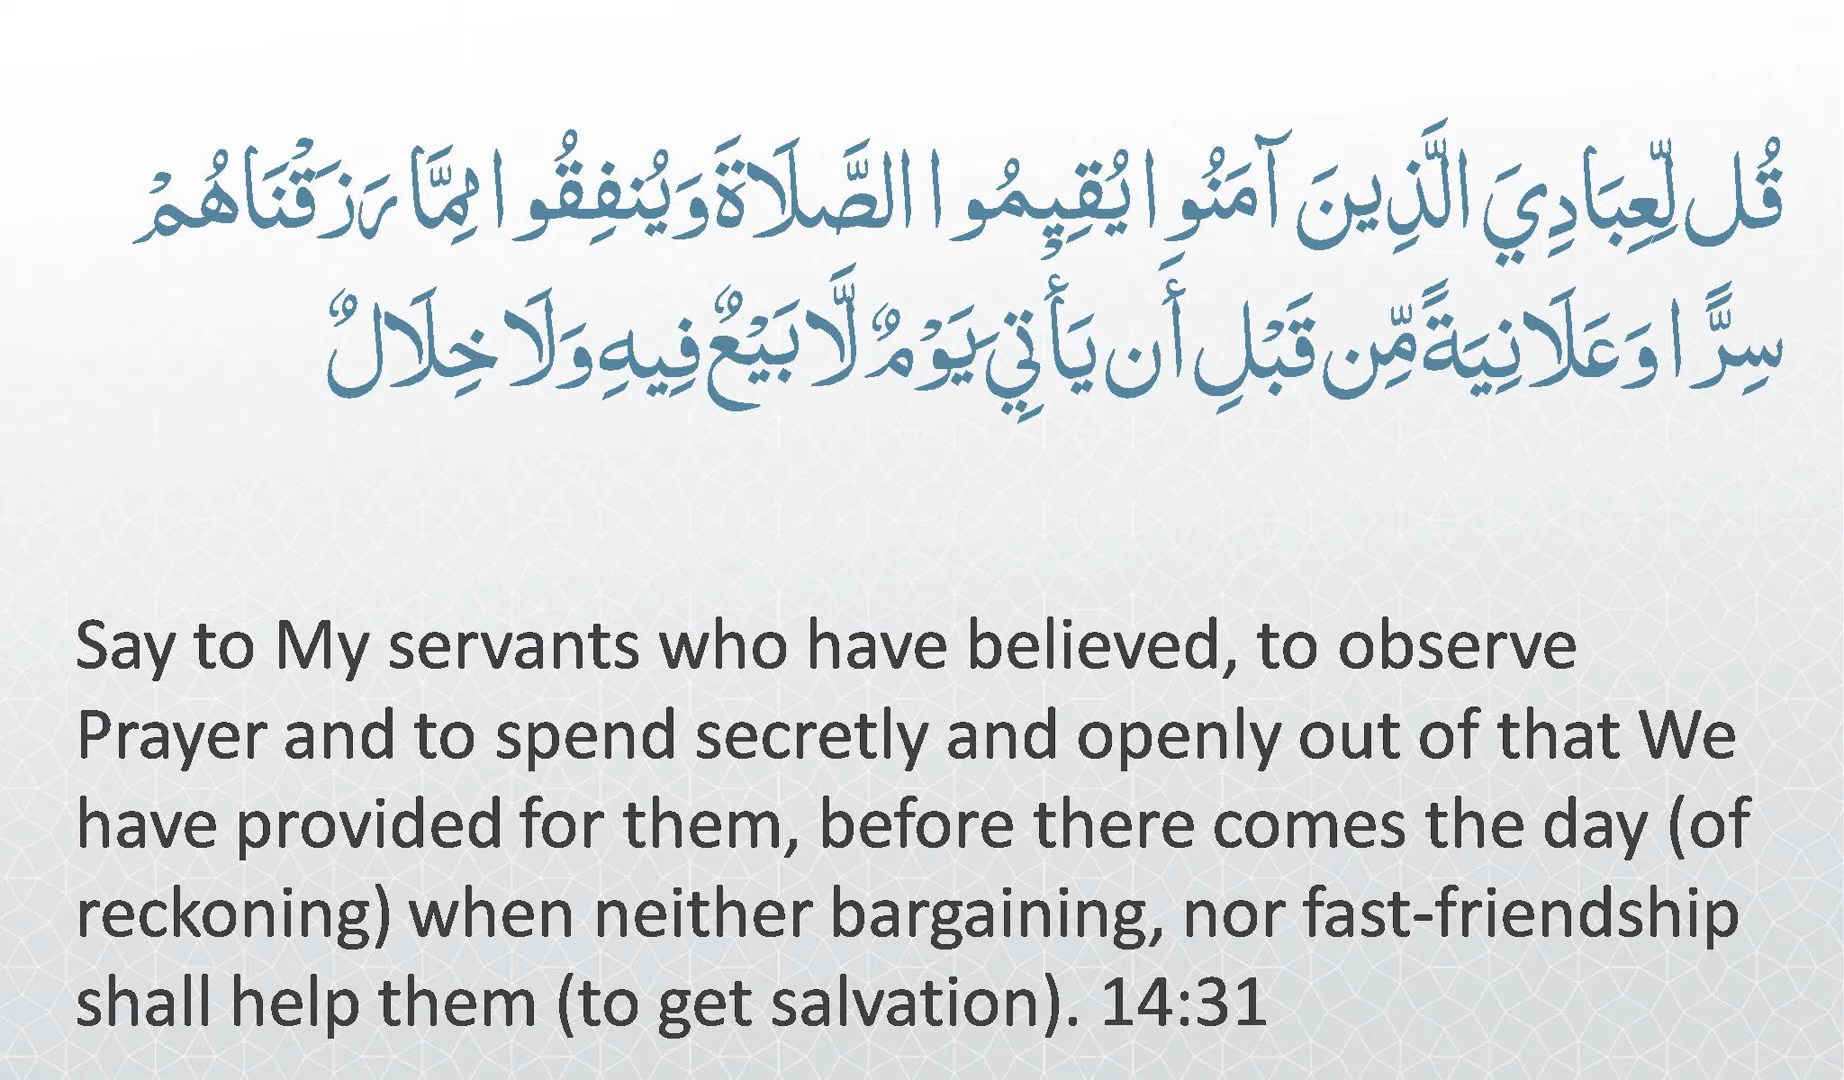 قُل لِّعِبَادِيَ الَّذِينَ آمَنُوا يُقِيمُوا الصَّلَاةَ وَيُنفِقُوا مِمَّا رَزَقْنَاهُمْ
سِرًّا وَعَلَانِيَةً مِّن قَبْلِ أَن يَأْتِيَ يَوْمٌ لَّا بَيْعٌ فِيهِ وَلَا خِلَالٌ
Say to My servants who have believed, to observe
Prayer and to spend secretly and openly out of that We
have provided for them, before there comes the day (of
reckoning) when neither bargaining, nor fast-friendship
shall help them (to get salvation). 14:31